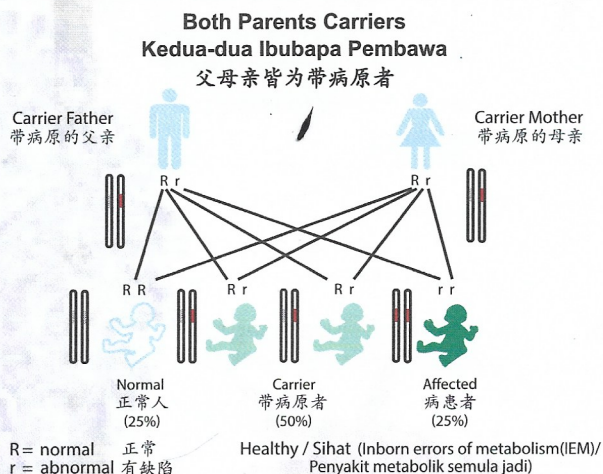 Both Parents Carriers
Kedua-dua Ibubapa Pembawa
父母亲皆为带病原者
Carrier Father
带病原的父亲
Carrier Mother
带病原的母亲
R r
R r
R R
R r
R r
r r
Normal
正常人
(25%)
Carrier
带病原者
(50%)
Affected
病患者
(25%)
R = normal 正常
r = abnormal 有缺陷
Healthy / Sihat (Inborn errors of metabolism(IEM)/
Penyakit metabolik semula jadi)